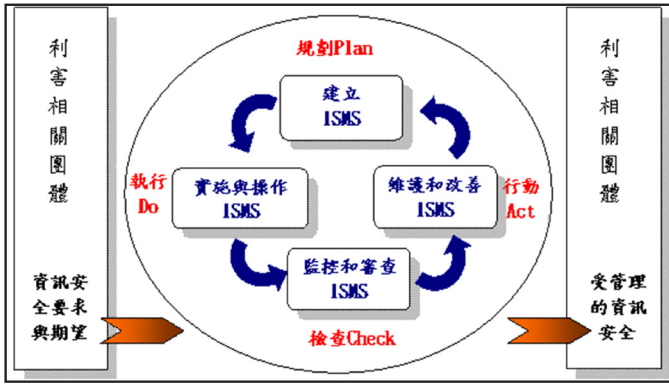 利害相關團體
資訊安
全要求
與期望
規劃Plan
建立
ISMS
執行
Do
實施與操作
ISMS
維護和改善
ISMS
行動
Act
監控和審查
ISMS
檢查Check
利害相關團體
受管理
的資訊
安全